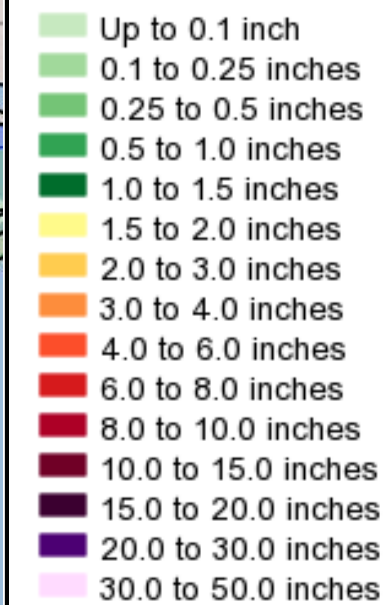 Up to 0.1 inch
0.1 to 0.25 inches
0.25 to 0.5 inches
0.5 to 1.0 inches
1.0 to 1.5 inches
1.5 to 2.0 inches
2.0 to 3.0 inches
3.0 to 4.0 inches
4.0 to 6.0 inches
6.0 to 8.0 inches
8.0 to 10.0 inches
10.0 to 15.0 inches
15.0 to 20.0 inches
20.0 to 30.0 inches
30.0 to 50.0 inches